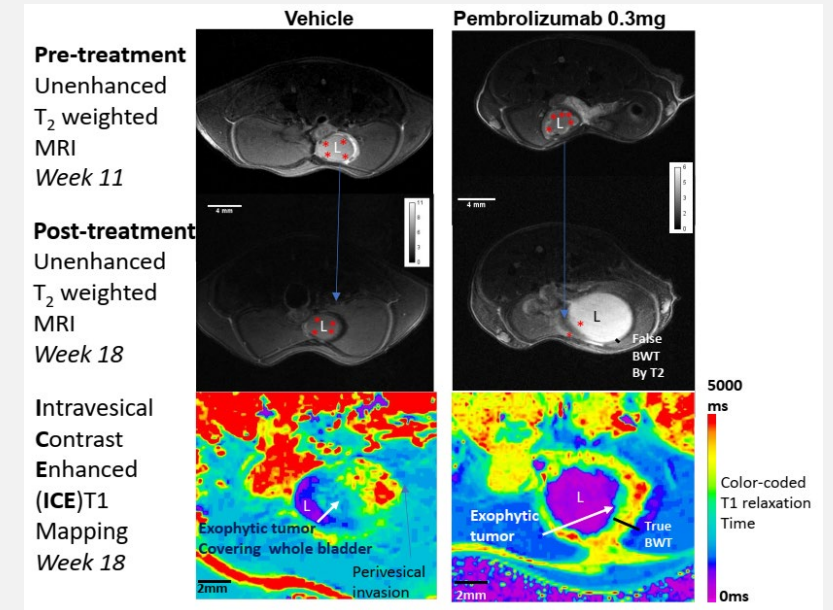 Vehicle
Pembrolizumab 0.3mg
Pre-treatment
Unenhanced
T2 weighted
MRI
Week 11
L
L
4 mm
4 mm
Post-treatment
Unenhanced
T2 weighted
MRI
Week 18
L
L
False
BWT
By T2
Intravesical
Contrast
Enhanced
(ICE)T1
Mapping
Week 18
L
Exophytic tumor
Covering whole bladder
Perivesical
invasion
2mm
L
Exophytic
tumor
True
BWT
2mm
5000
ms
Color-coded
T1 relaxation
Time
0ms